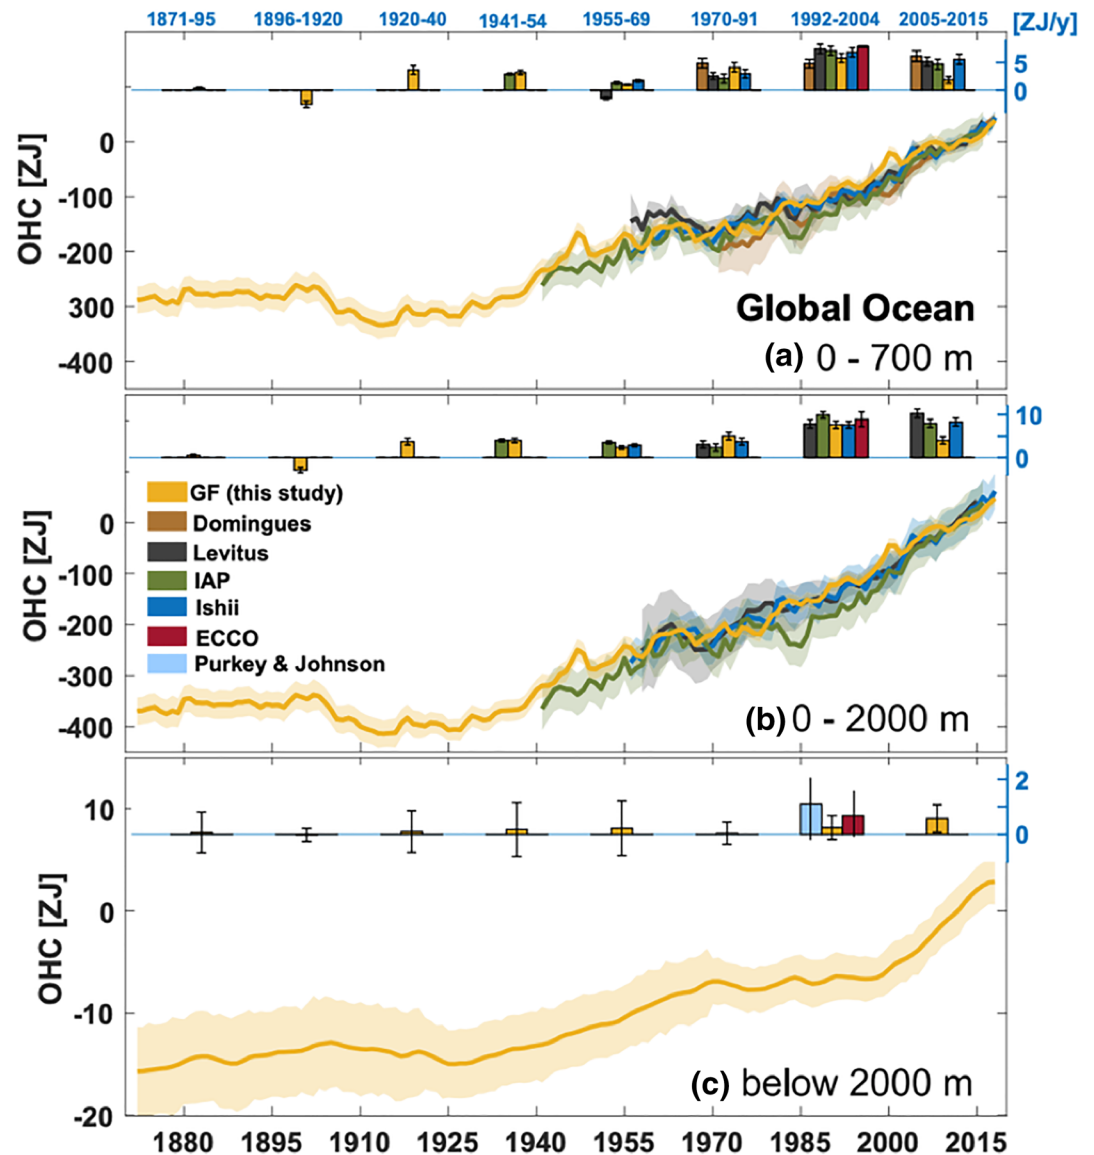 1871-95 1896-1920 1920-40 1941-54 1955-69 1970-91 1992-2004 2005-2015 [ZJ/y]
5
0
0
-100
-200
300
-400
OHC [ZJ]
Global Ocean
(a) 0 - 700 m
10
0
GF (this study)
Domingues
Levitus
IAP
Ishii
ECCO
Purkey & Johnson
0
-100
-200
-300
-400
OHC [ZJ]
(b) 0 - 2000 m
2
0
10
0
-10
-20
OHC [ZJ]
(c) below 2000 m
1880 1895 1910 1925 1940 1955 1970 1985 2000 2015